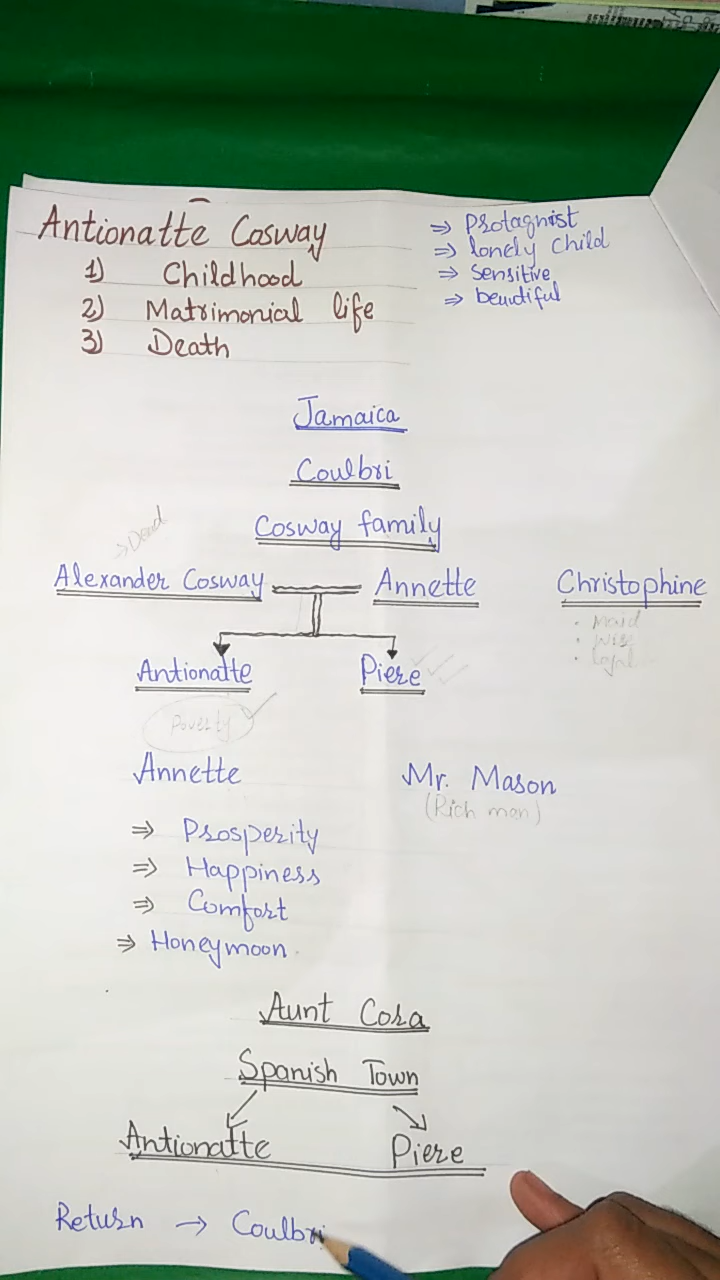 Antionatte Cosway
1) Childhood
2) Matrimonial life
3) Death
⇒ Protagnist
⇒ lonely child
⇒ sensitive
⇒ beautiful
Jamaica
Coulbri
Cosway family
⇒ Dead
Alexander Cosway Annette Christophine
• Maid
• Wise
Antionatte Piere
Poverty
Annette Mr. Mason
(Rich man)
⇒ Prosperity
⇒ Happiness
⇒ Comfort
⇒ Honeymoon
Aunt Cora
Spanish Town
Antionatte Piere
Return → Coulbri